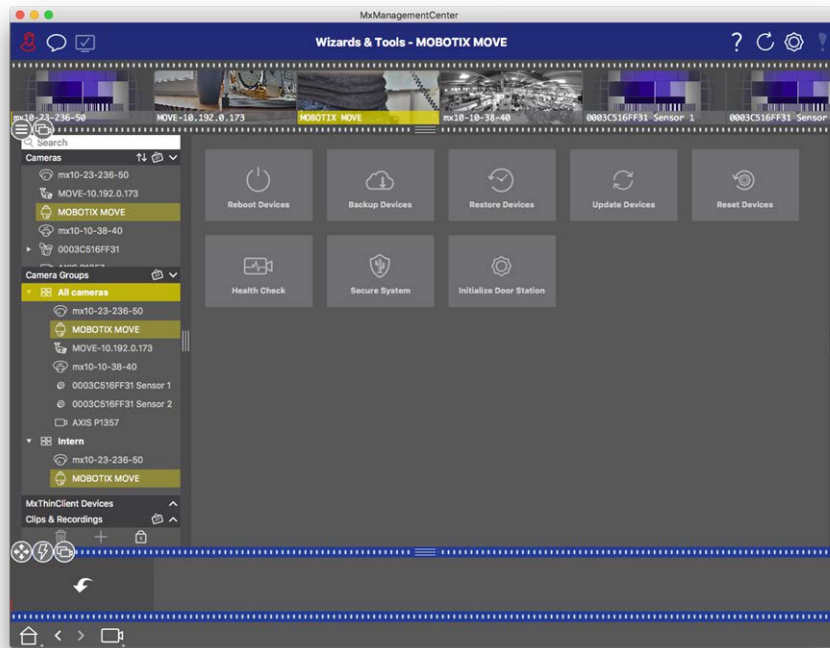 MxManagementCenter
Wizards & Tools - MOBOTIX MOVE
mx10-23-236-50
MOVE-10.192.0.173
MOBOTIX MOVE
mx10-10-38-40
0003C516FF31 Sensor 1
0003C516FF31 Sensor
Search
Cameras
mx10-23-236-50
MOVE-10.192.0.173
MOBOTIX MOVE
mx10-10-38-40
0003C516FF31
AXIS P1357
Camera Groups
All cameras
mx10-23-236-50
MOBOTIX MOVE
MOVE-10.192.0.173
mx10-10-38-40
0003C516FF31 Sensor 1
0003C516FF31 Sensor 2
AXIS P1357
Intern
mx10-23-236-50
MOBOTIX MOVE
MxThinClient Devices
Clips & Recordings
Reboot Devices
Backup Devices
Restore Devices
Update Devices
Reset Devices
Health Check
Secure System
Initialize Door Station